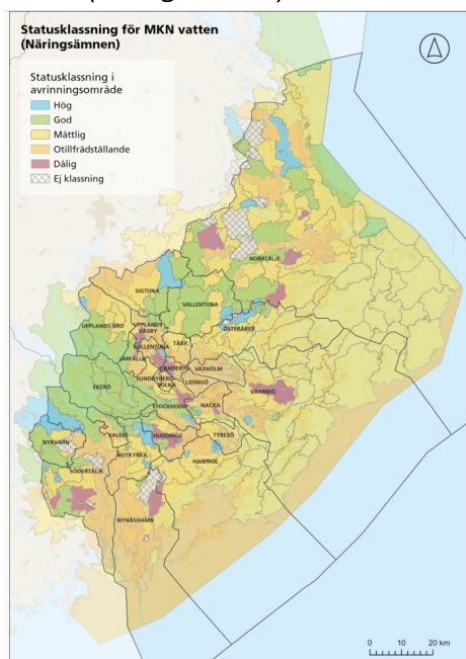 Statusklassning för MKN vatten
(Näringsämnen)
Statusklassning i
avrinningsområde
Hög
God
Måttlig
Otillfrädställande
Dålig
Ej klassning
NORRTÄLJE
SIGTUNA
VALLENTUNA
UPPLANDS-BRO
UPPLANDS
VÄSBY
ÖSTERÅKER
SOLLENTUNA
TÄBY
JÄRFÄLLA
DANDERYD
VAXHOLM
SUNDBYBERG
SOLNA
LIDINGÖ
EKERÖ
STOCKHOLM
NACKA
VÄRMDÖ
NYKVARN
SALEM
HUDDINGE
TYRESÖ
BOTKYRKA
HANINGE
SÖDERTÄLJE
NYNÄSHAMN
0 10 20 km